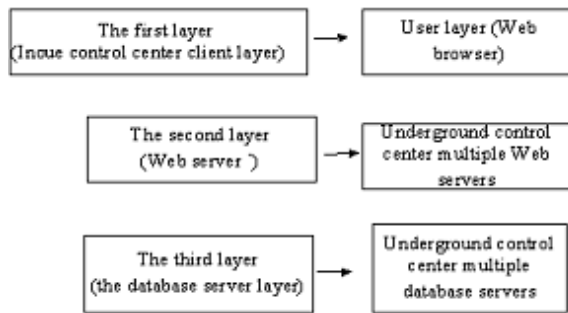 The first layer
(Inoue control center client layer)
User layer (Web
browser)
The second layer
(Web server )
Underground control
center multiple Web
servers
The third layer
(the database server layer)
Underground control
center multiple
database servers